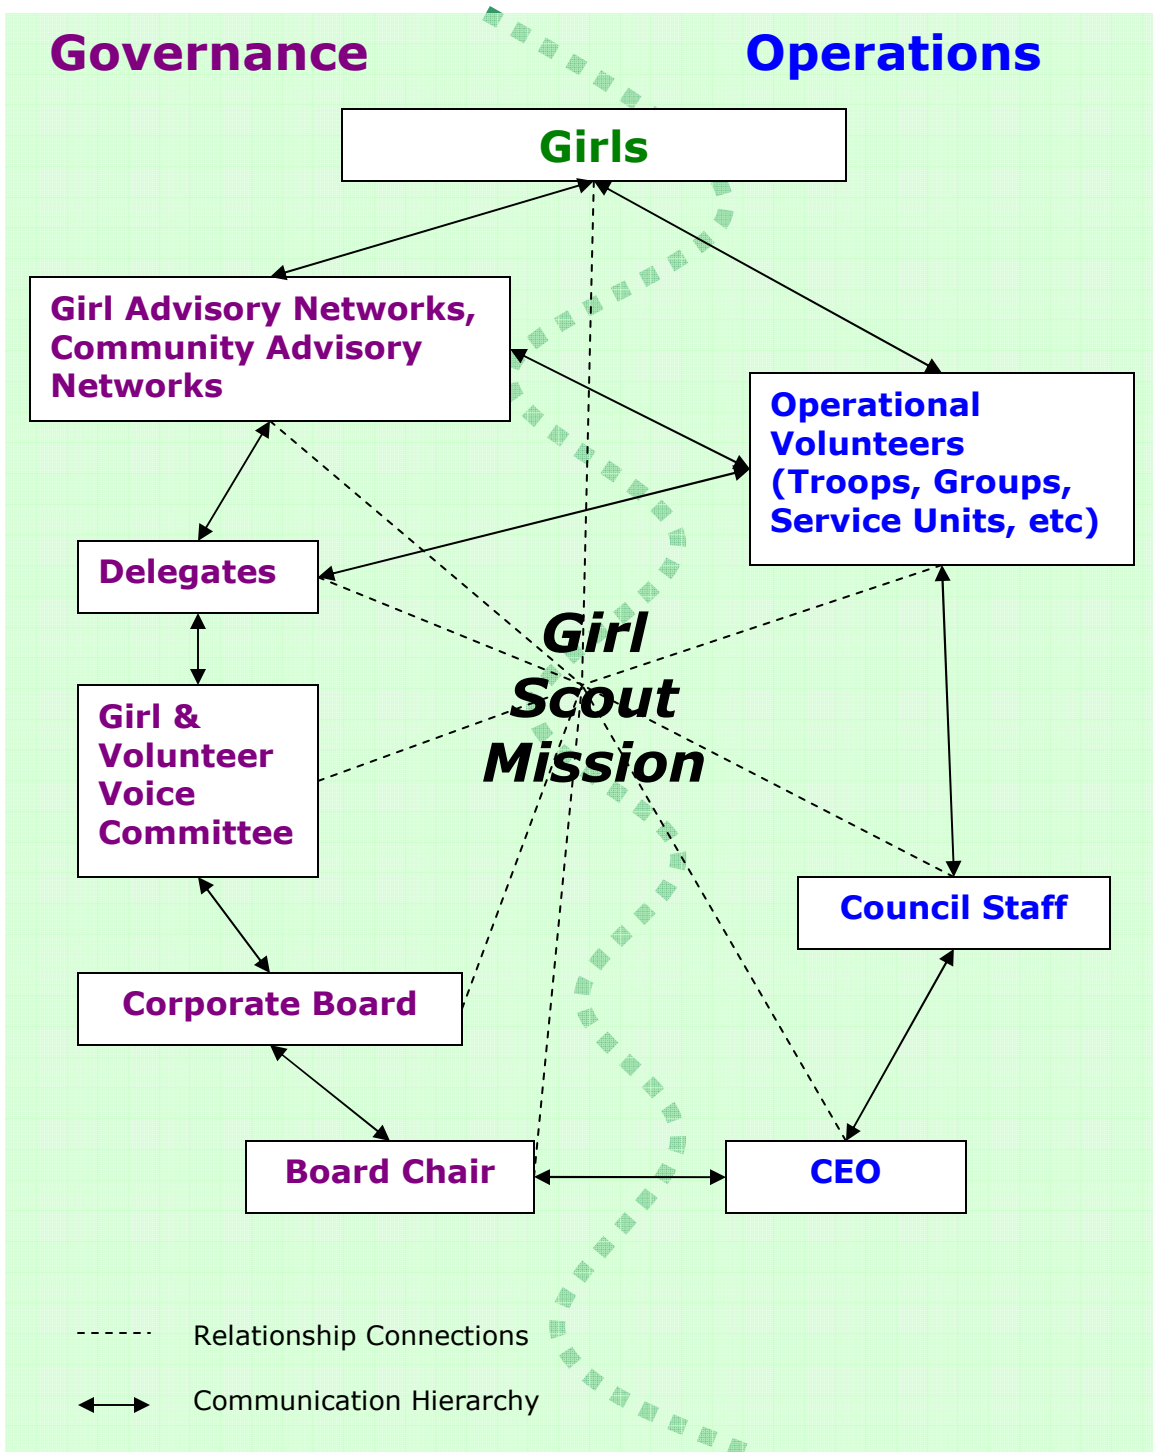 Governance
Operations
Girls
Girl Advisory Networks,
Community Advisory
Networks
Operational
Volunteers
(Troops, Groups,
Service Units, etc)
Delegates
Girl
Scout
Mission
Girl &
Volunteer
Voice
Committee
Council Staff
Corporate Board
Board Chair
CEO
Relationship Connections
Communication Hierarchy